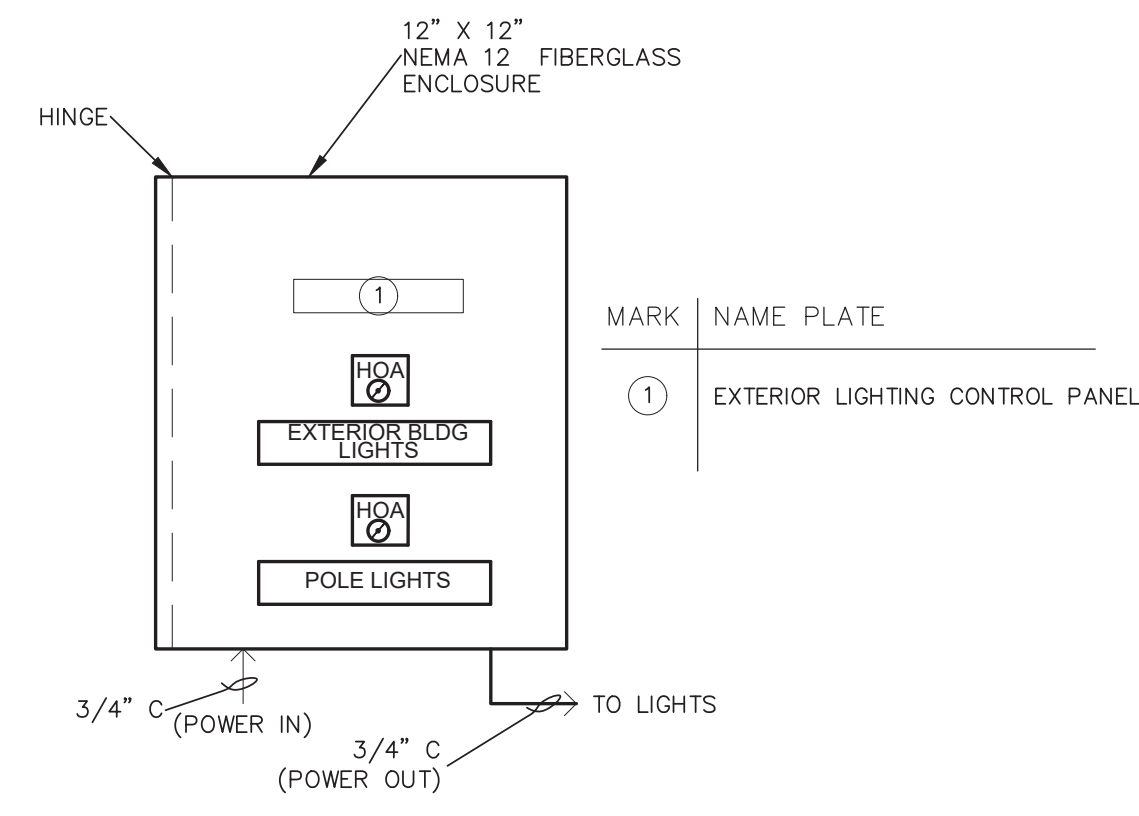 12” X 12”
NEMA 12 FIBERGLASS
ENCLOSURE
HINGE
1
MARK NAME PLATE
HOA
1 EXTERIOR LIGHTING CONTROL PANEL
EXTERIOR BLDG
LIGHTS
HOA
POLE LIGHTS
3/4” C
(POWER IN)
TO LIGHTS
3/4” C
(POWER OUT)